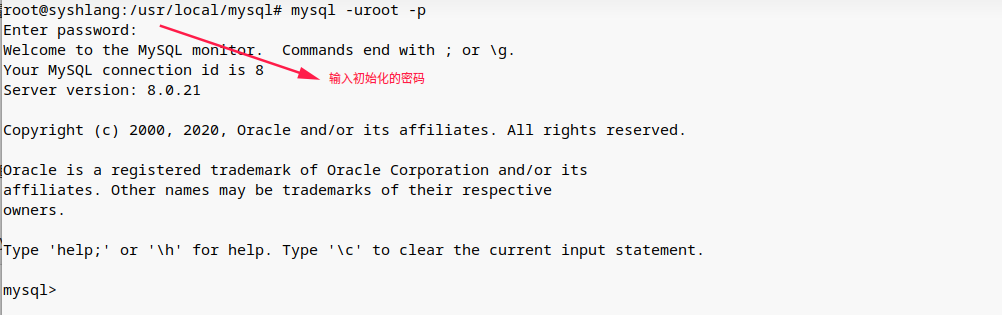 root@syshlang:/usr/local/mysql# mysql -uroot -p
Enter password:
Welcome to the MySQL monitor.  Commands end with ; or \g.
Your MySQL connection id is 8
输入初始化的密码
Server version: 8.0.21
Copyright (c) 2000, 2020, Oracle and/or its affiliates. All rights reserved.
Oracle is a registered trademark of Oracle Corporation and/or its
affiliates. Other names may be trademarks of their respective
owners.
Type 'help;' or '\h' for help. Type '\c' to clear the current input statement.
mysql>